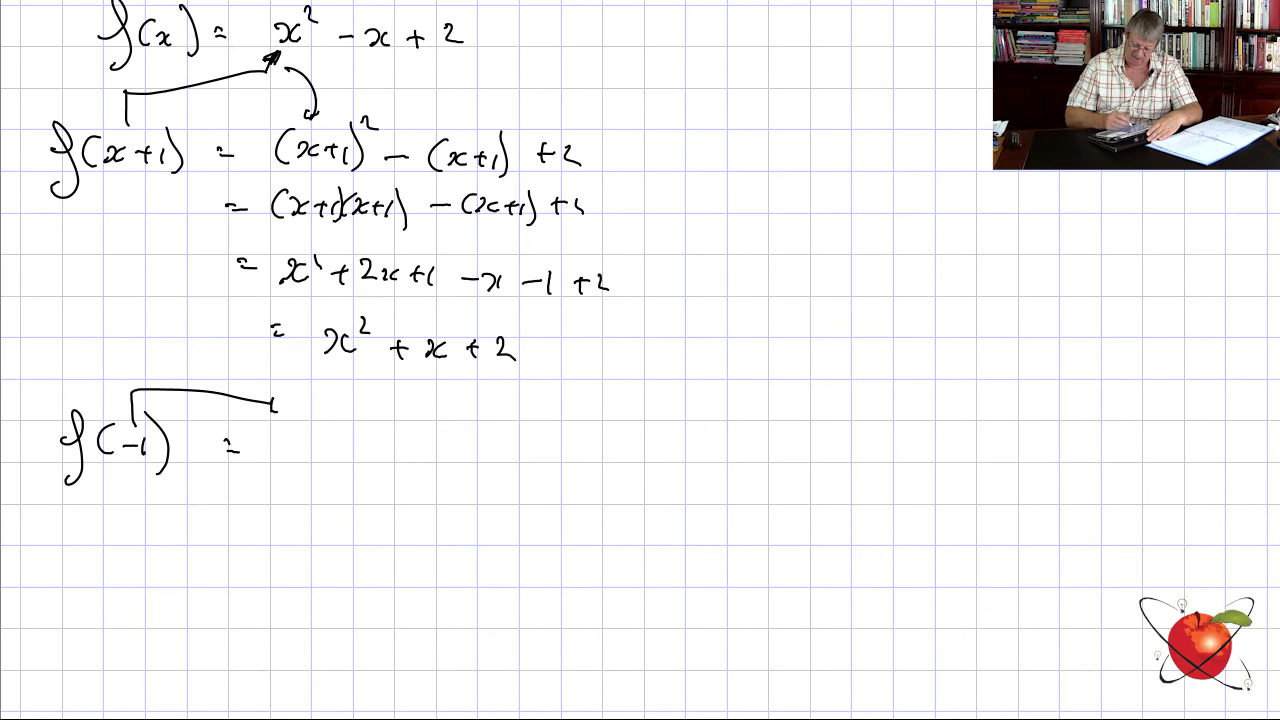 f(x) = x² - x + 2
f(x+1) = (x+1)² - (x+1) + 2
= (x+1)(x+1) - (x+1) + 2
= x² + 2x + 1 - x - 1 + 2
= x² + x + 2
f(-1) =